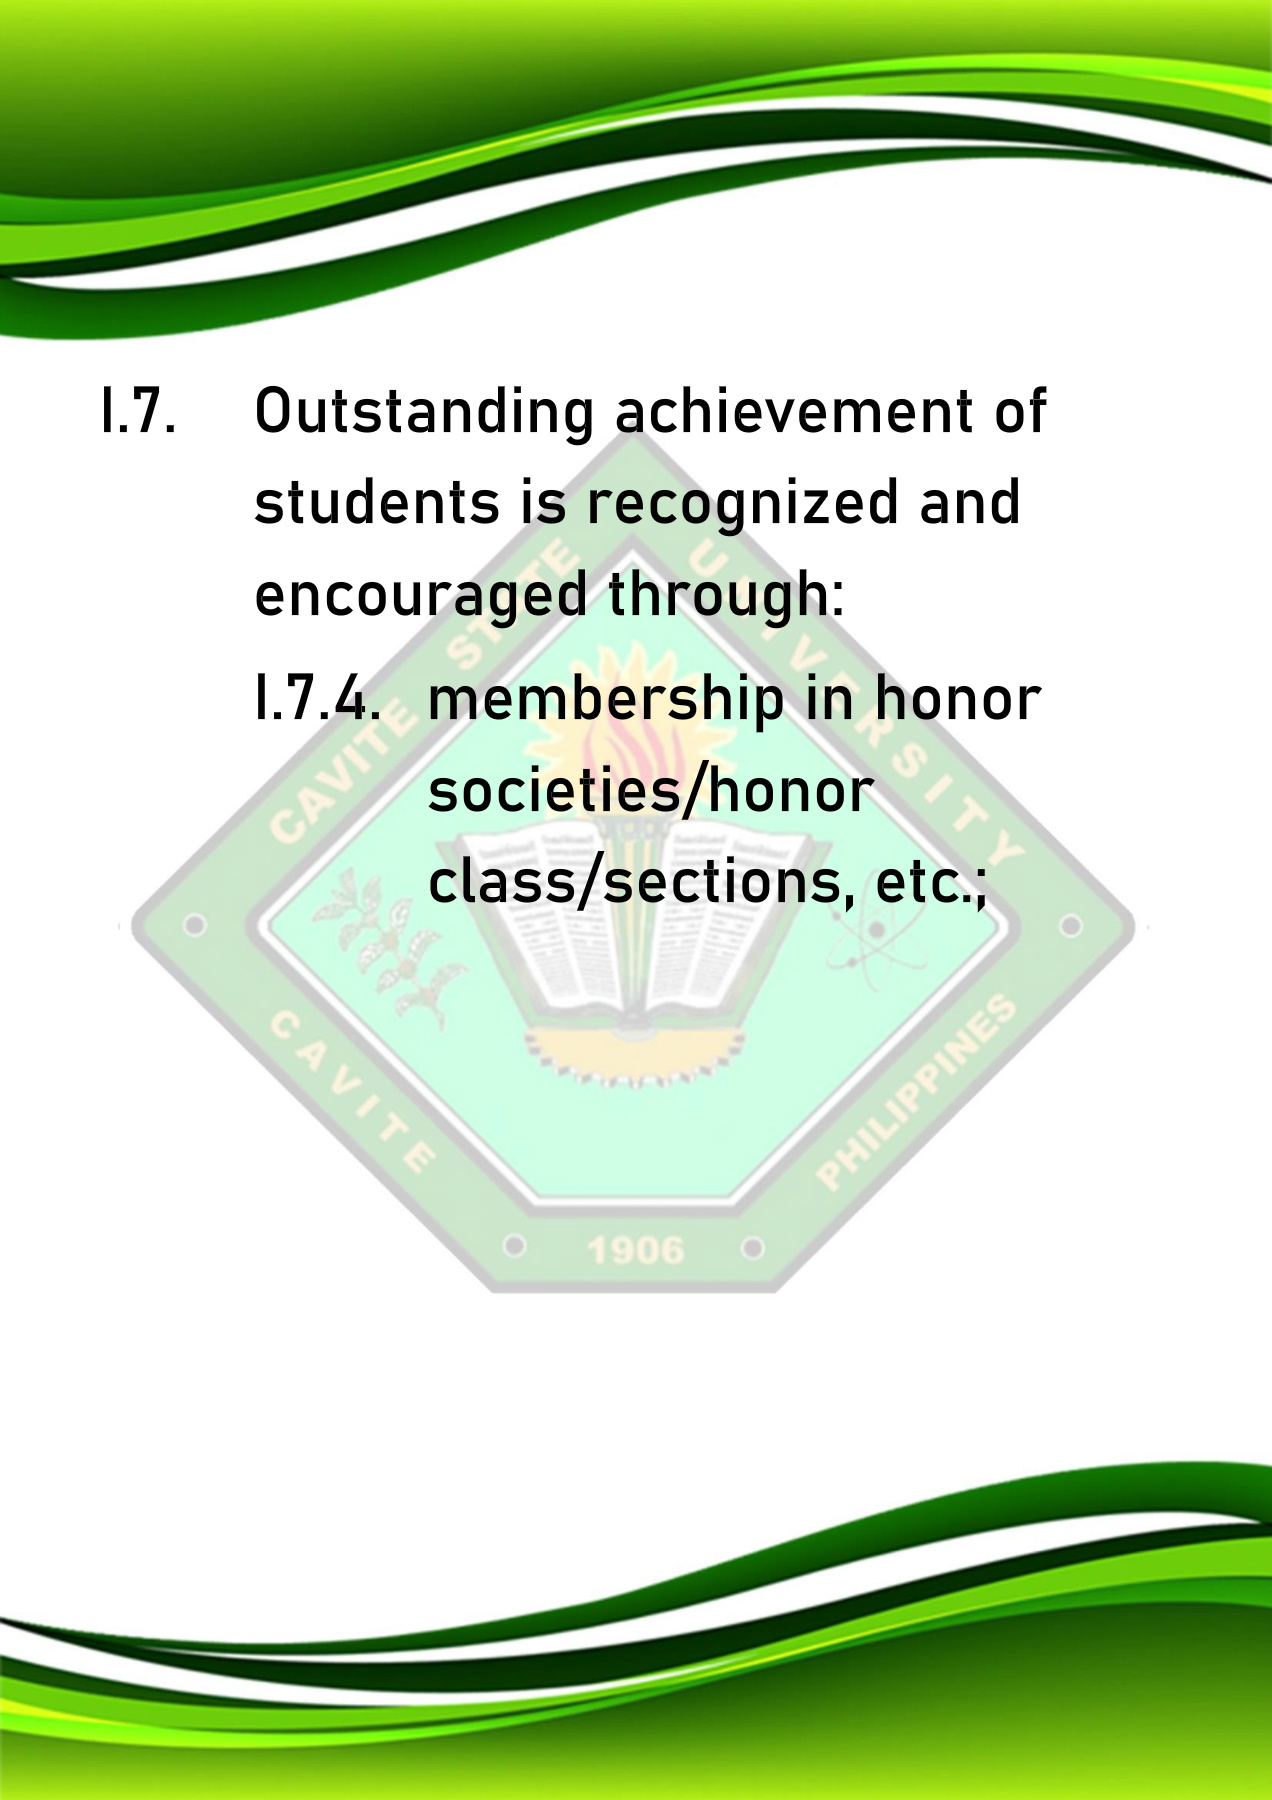 I.7. Outstanding achievement of
students is recognized and
encouraged through:
I.7.4. membership in honor
societies/honor
class/sections, etc.;
CAVITE STATE UNIVERSITY
CAVITE
PHILIPPINES
1906